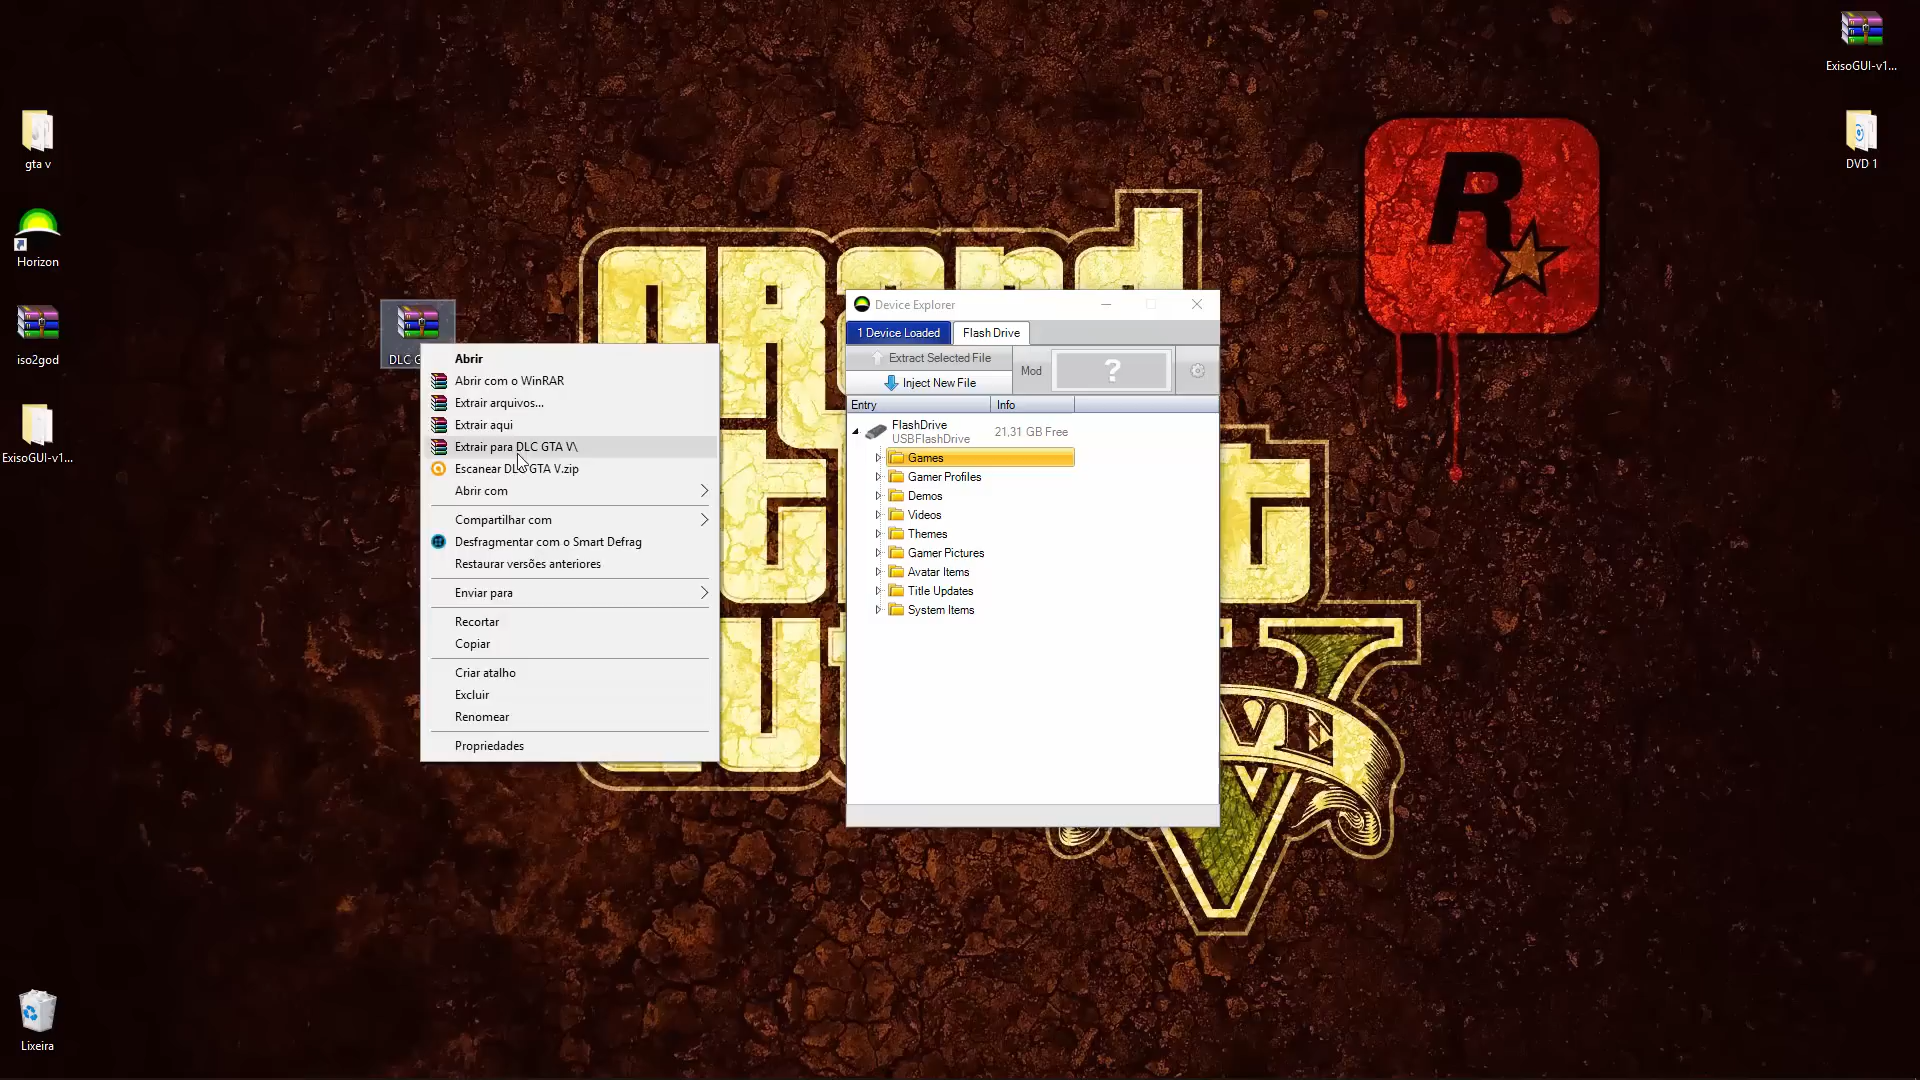 ExisoGUI-v1...
DVD 1
gta v
Horizon
iso2god
ExisoGUI-v1...
Lixeira
DLC G
Abrir
Abrir com o WinRAR
Extrair arquivos...
Extrair aqui
Extrair para DLC GTA V\
Escanear DLC GTA V.zip
Abrir com
Compartilhar com
Desfragmentar com o Smart Defrag
Restaurar versões anteriores
Enviar para
Recortar
Copiar
Criar atalho
Excluir
Renomear
Propriedades
Device Explorer
1 Device Loaded
Flash Drive
Extract Selected File
Inject New File
Mod
?
Entry
Info
FlashDrive
USBFlashDrive
21,31 GB Free
Games
Gamer Profiles
Demos
Videos
Themes
Gamer Pictures
Avatar Items
Title Updates
System Items
R